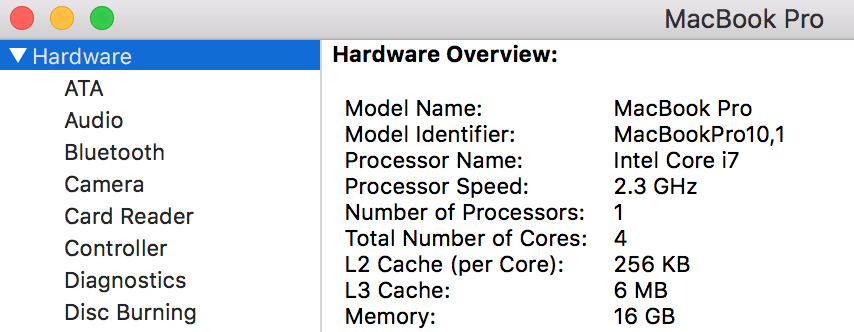 MacBook Pro
Hardware
ATA
Audio
Bluetooth
Camera
Card Reader
Controller
Diagnostics
Disc Burning
Hardware Overview:
Model Name: MacBook Pro
Model Identifier: MacBookPro10,1
Processor Name: Intel Core i7
Processor Speed: 2.3 GHz
Number of Processors: 1
Total Number of Cores: 4
L2 Cache (per Core): 256 KB
L3 Cache: 6 MB
Memory: 16 GB